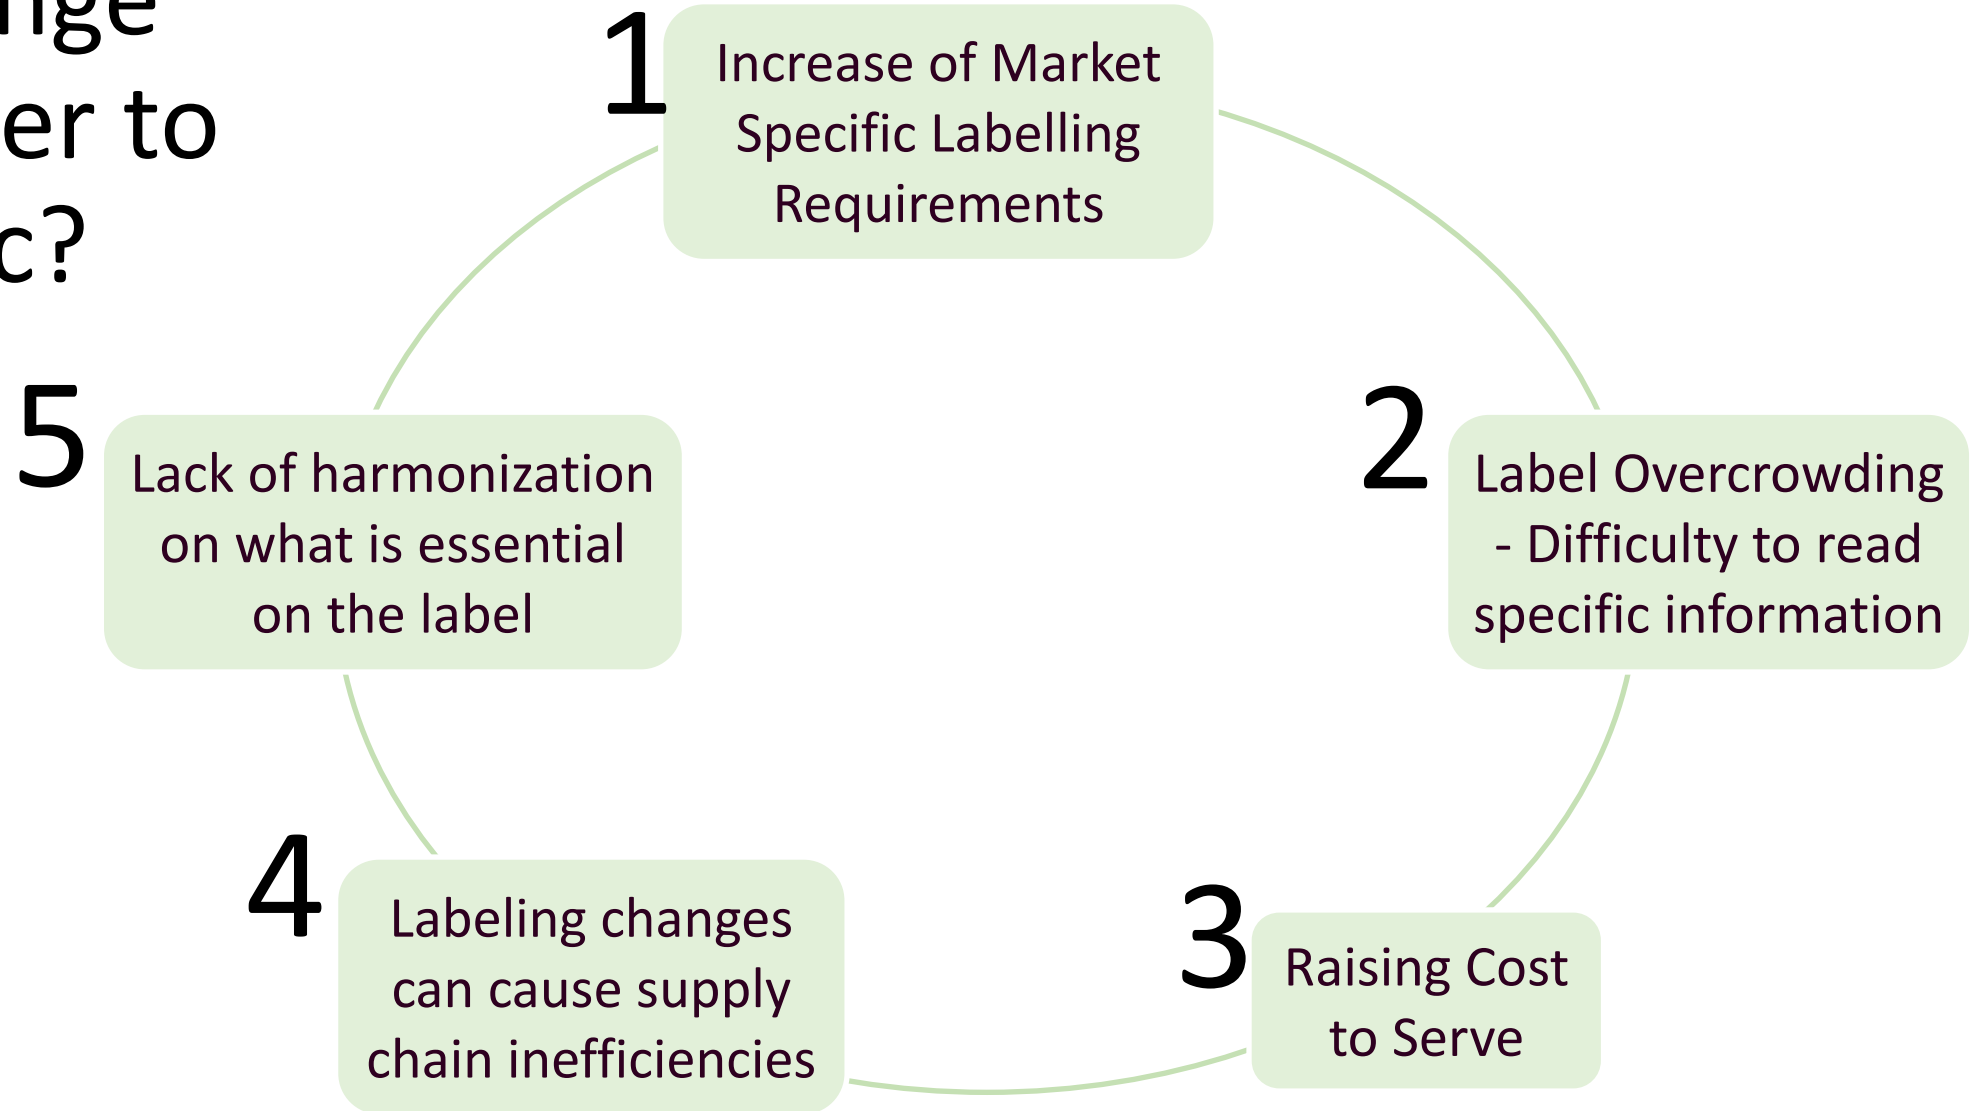 er to
c?
1
Increase of Market
Specific Labelling
Requirements
2
Label Overcrowding
- Difficulty to read
specific information
3
Raising Cost
to Serve
4
Labeling changes
can cause supply
chain inefficiencies
5
Lack of harmonization
on what is essential
on the label